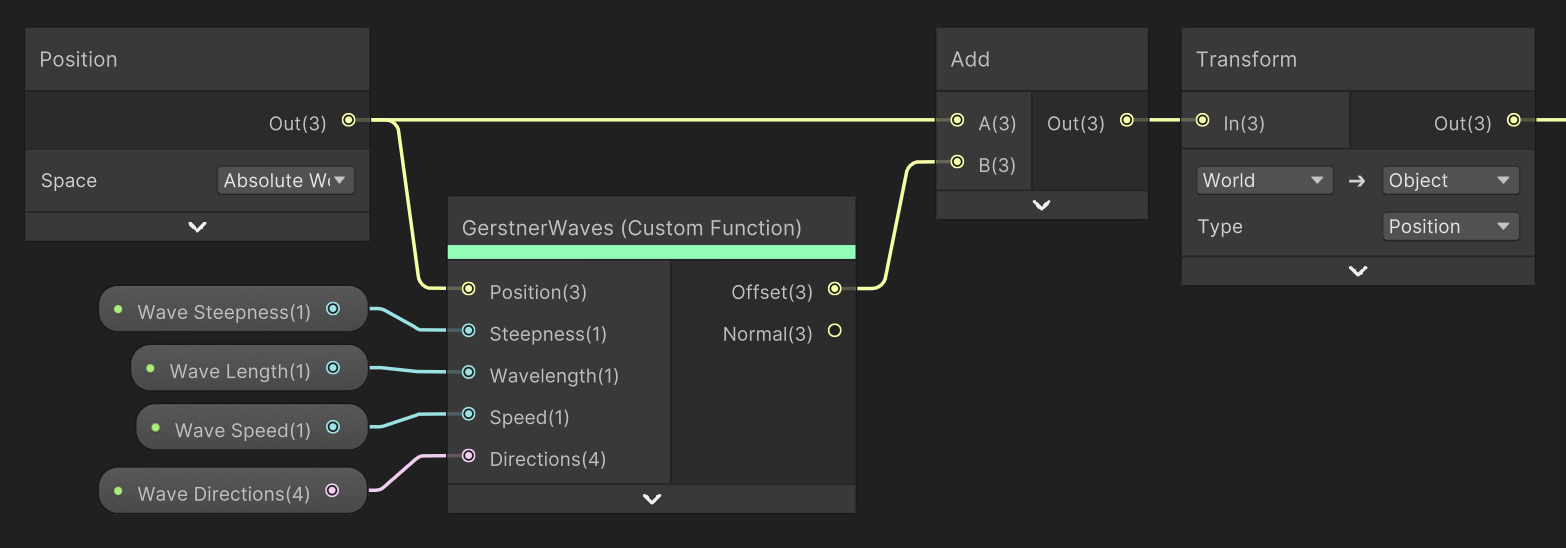 Position
Out(3)
Space
Absolute W
GerstnerWaves (Custom Function)
Position(3)
Offset(3)
Steepness(1)
Normal(3)
Wavelength(1)
Speed(1)
Directions(4)
Wave Steepness(1)
Wave Length(1)
Wave Speed(1)
Wave Directions(4)
Add
A(3)
Out(3)
B(3)
Transform
In(3)
Out(3)
World
Object
Type
Position